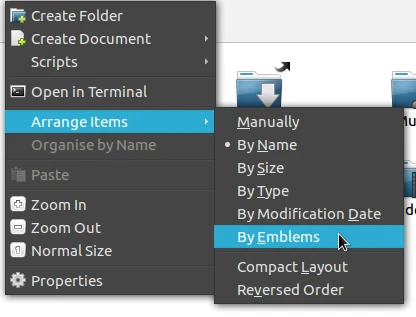 Create Folder
Create Document
Scripts
Open in Terminal
Arrange Items
Organise by Name
Paste
Zoom In
Zoom Out
Normal Size
Properties
Manually
By Name
By Size
By Type
By Modification Date
By Emblems
Compact Layout
Reversed Order